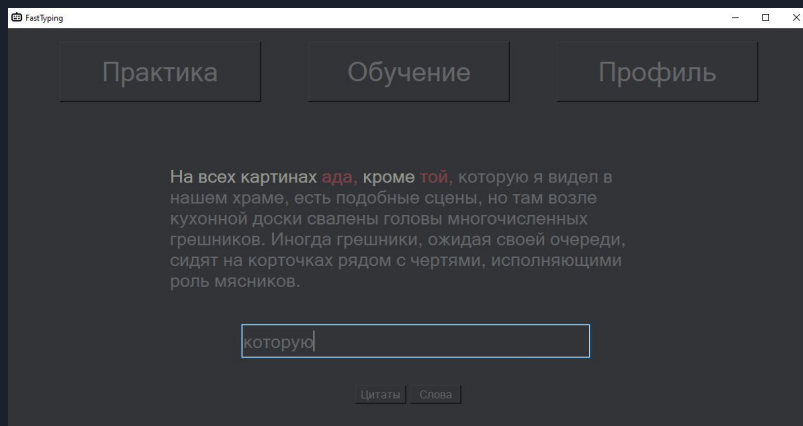 FastTyping
Практика
Обучение
Профиль
На всех картинах ада, кроме той, которую я видел в
нашем храме, есть подобные сцены, но там возле
кухонной доски свалены головы многочисленных
грешников. Иногда грешники, ожидая своей очереди,
сидят на корточках рядом с чертями, исполняющими
роль мясников.
которую
Цитаты
Слова